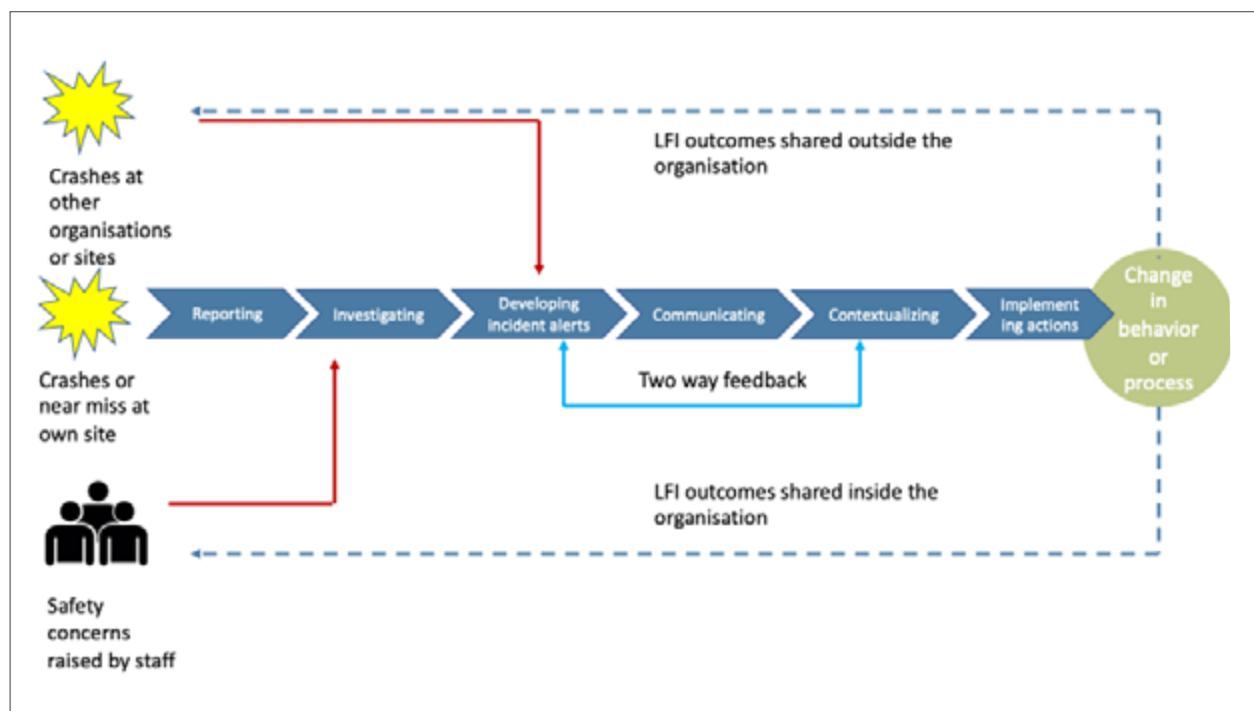 LFI outcomes shared outside the
organisation
Crashes at
other
organisations
or sites
Reporting
Investigating
Developing
incident alerts
Communicating
Contextualizing
Implement
ing actions
Change
in
behavior
or
process
Crashes or
near miss at
own site
Two way feedback
LFI outcomes shared inside the
organisation
Safety
concerns
raised by staff